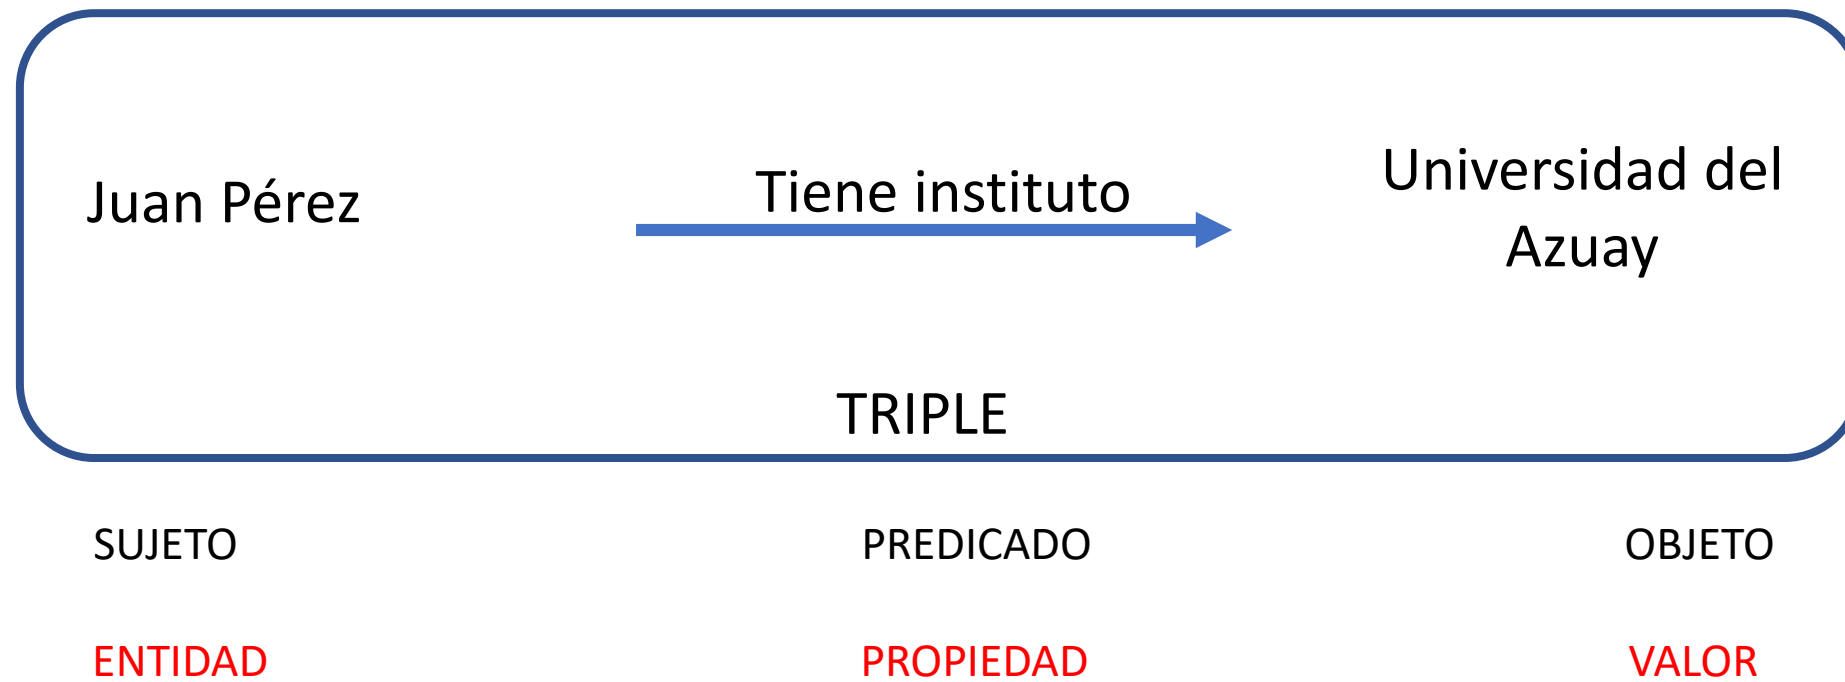 Juan Pérez
Tiene instituto
Universidad del
Azuay
TRIPLE
SUJETO
PREDICADO
OBJETO
ENTIDAD
PROPIEDAD
VALOR